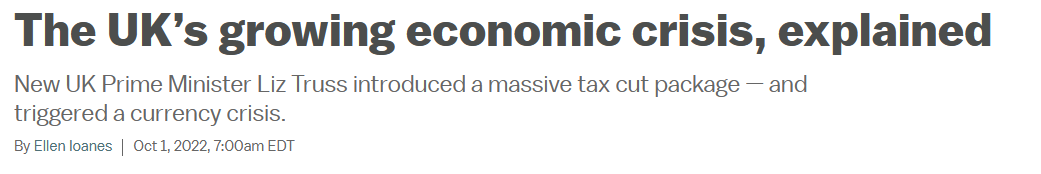 The UK’s growing economic crisis, explained
New UK Prime Minister Liz Truss introduced a massive tax cut package — and
triggered a currency crisis.
By Ellen Ioanes | Oct 1, 2022, 7:00am EDT